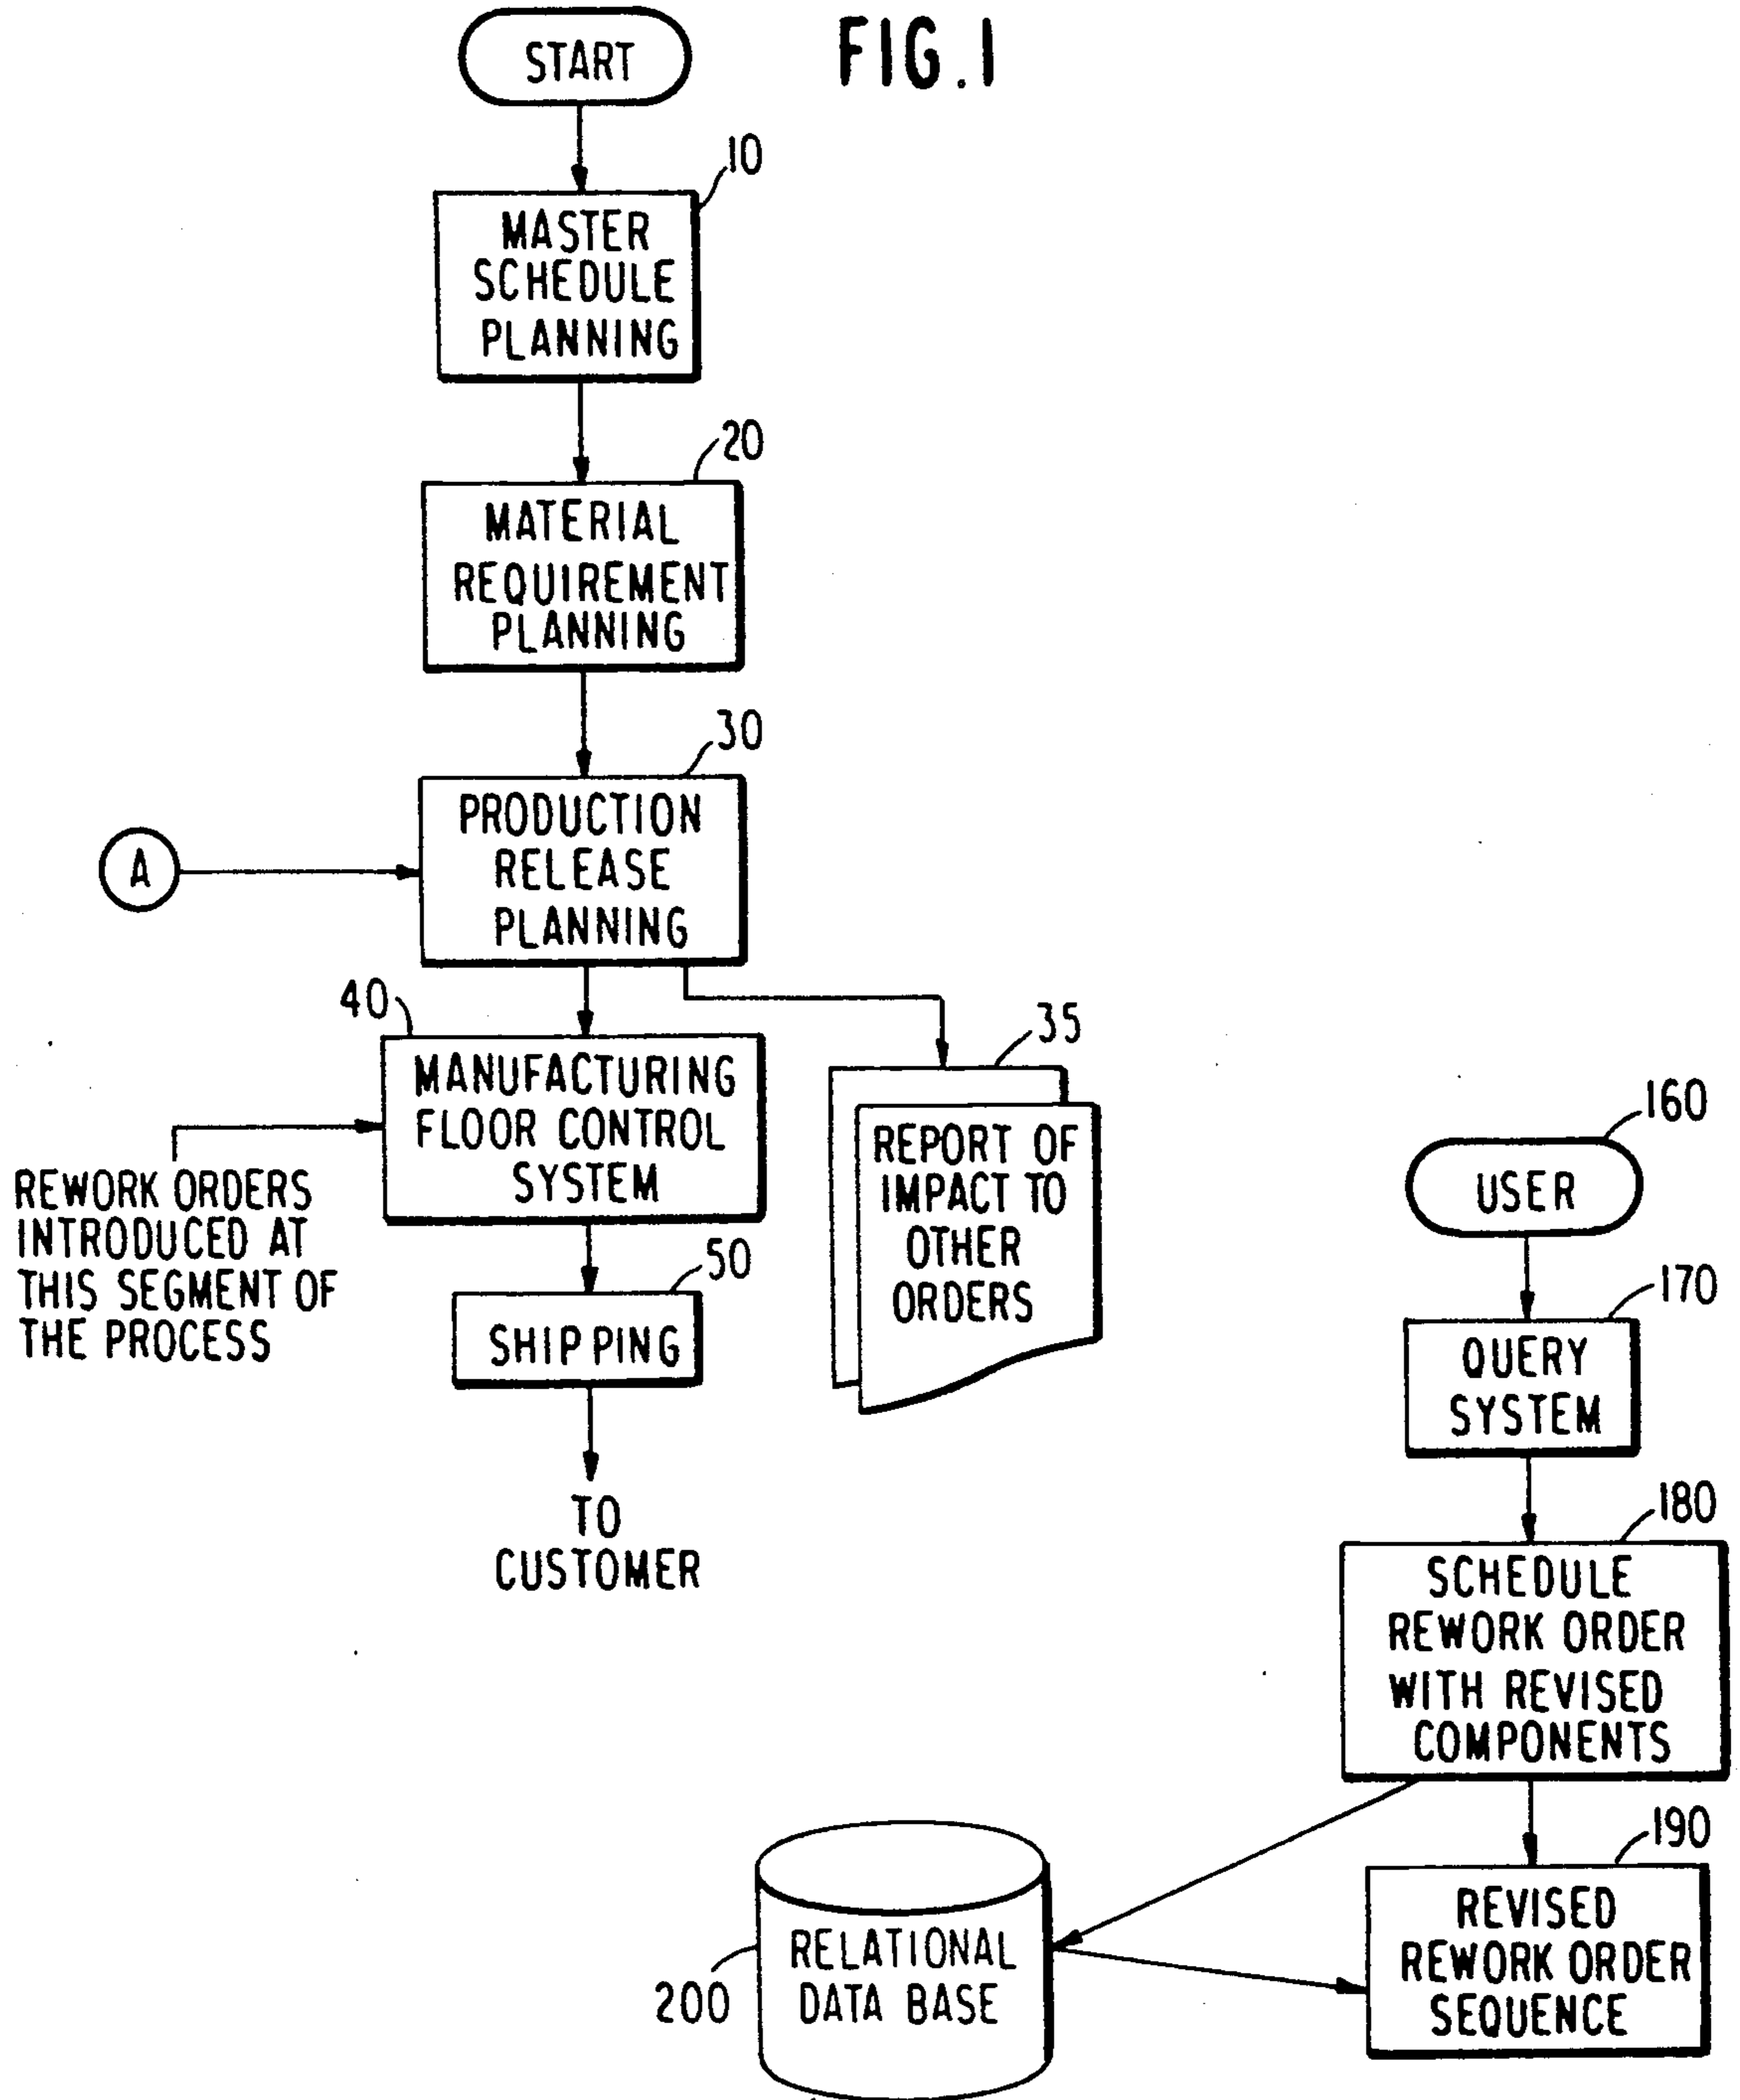 FIG. 1
START
10
MASTER
SCHEDULE
PLANNING
20
MATERIAL
REQUIREMENT
PLANNING
30
PRODUCTION
RELEASE
PLANNING
A
40
MANUFACTURING
FLOOR CONTROL
SYSTEM
REWORK ORDERS
INTRODUCED AT
THIS SEGMENT OF
THE PROCESS
35
REPORT OF
IMPACT TO
OTHER
ORDERS
50
SHIPPING
TO
CUSTOMER
160
USER
170
QUERY
SYSTEM
180
SCHEDULE
REWORK ORDER
WITH REVISED
COMPONENTS
190
REVISED
REWORK ORDER
SEQUENCE
RELATIONAL
DATA BASE
200